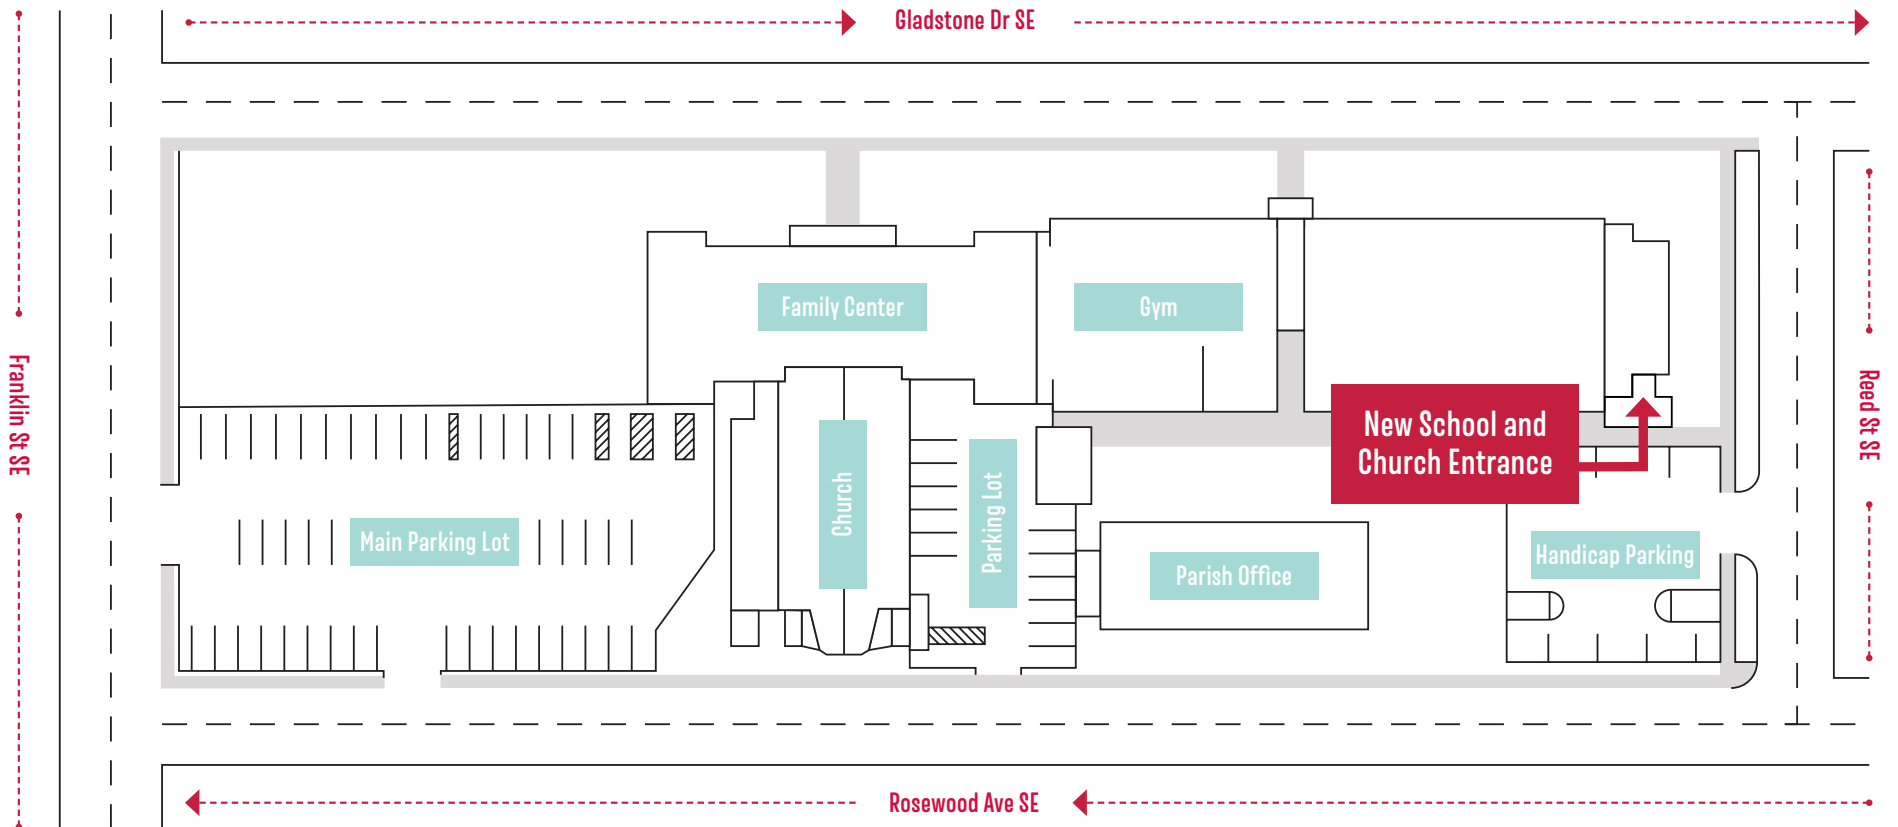 Gladstone Dr SE
Franklin St SE
Family Center
Gym
Reed St SE
New School and
Church Entrance
Church
Parking Lot
Main Parking Lot
Handicap Parking
Parish Office
Rosewood Ave SE